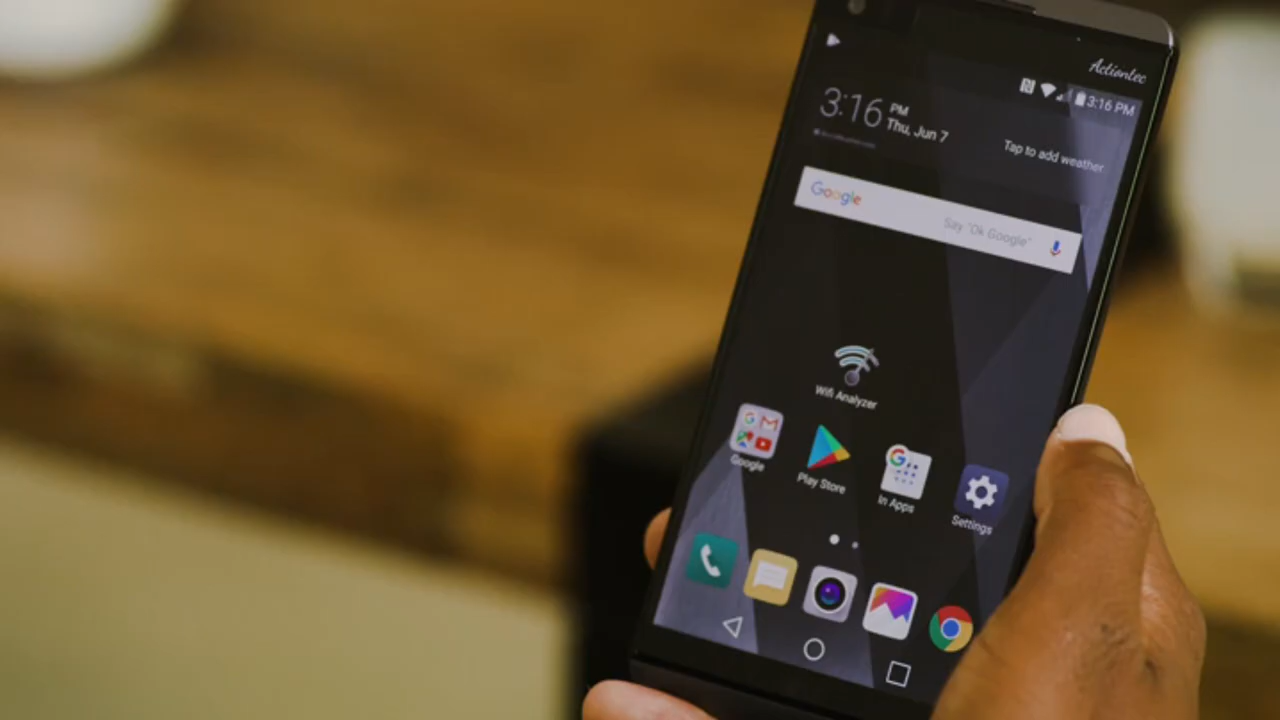 Actiontec
3:16 PM
3:16 PM
Thu, Jun 7
Tap to add weather
Google
Say "Ok Google"
Wifi Analyzer
Google
Play Store
In Apps
Settings